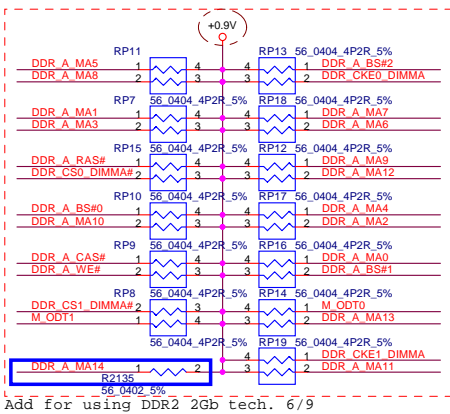 +0.9V
RP11 RP13 56_0404_4P2R_5%
DDR_A_MA5 1 4 4 1 DDR_A_BS#2
DDR_A_MA8 2 3 3 2 DDR_CKE0_DIMMA
RP7 56_0404_4P2R_5% RP18 56_0404_4P2R_5%
DDR_A_MA1 1 4 4 1 DDR_A_MA7
DDR_A_MA3 2 3 3 2 DDR_A_MA6
RP15 56_0404_4P2R_5% RP12 56_0404_4P2R_5%
DDR_A_RAS# 1 4 4 1 DDR_A_MA9
DDR_CS0_DIMMA# 2 3 3 2 DDR_A_MA12
RP10 56_0404_4P2R_5% RP17 56_0404_4P2R_5%
DDR_A_BS#0 1 4 4 1 DDR_A_MA4
DDR_A_MA10 2 3 3 2 DDR_A_MA2
RP9 56_0404_4P2R_5% RP16 56_0404_4P2R_5%
DDR_A_CAS# 1 4 4 1 DDR_A_MA0
DDR_A_WE# 2 3 3 2 DDR_A_BS#1
RP8 56_0404_4P2R_5% RP14 56_0404_4P2R_5%
DDR_CS1_DIMMA# 2 3 4 1 M_ODT0
M_ODT1 1 4 3 2 DDR_A_MA13
56_0404_4P2R_5% RP19 56_0404_4P2R_5%
4 1 DDR_CKE1_DIMMA
DDR_A_MA14 1 2 3 2 DDR_A_MA11
R2135
56_0402_5% 56_0404_4P2R_5%
Add for using DDR2 2Gb tech. 6/9